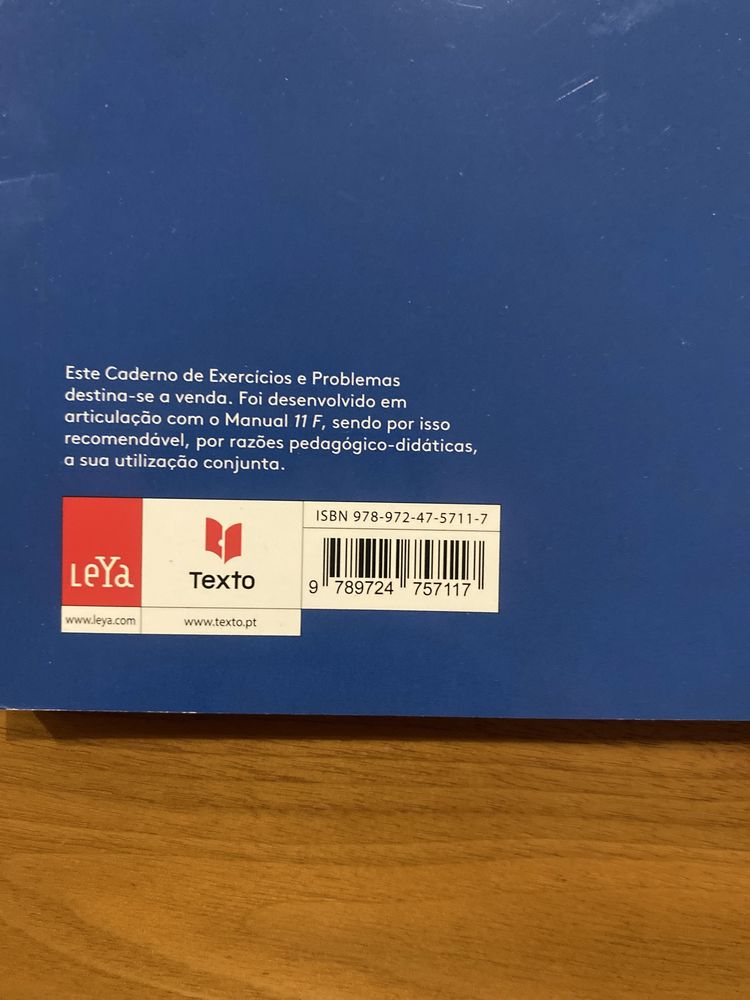 Este Caderno de Exercícios e Problemas
destina-se a venda. Foi desenvolvido em
articulação com o Manual 11 F, sendo por isso
recomendável, por razões pedagógico-didáticas,
a sua utilização conjunta.
LeYa
www.leya.com
Texto
www.texto.pt
ISBN 978-972-47-5711-7
9 789724 757117